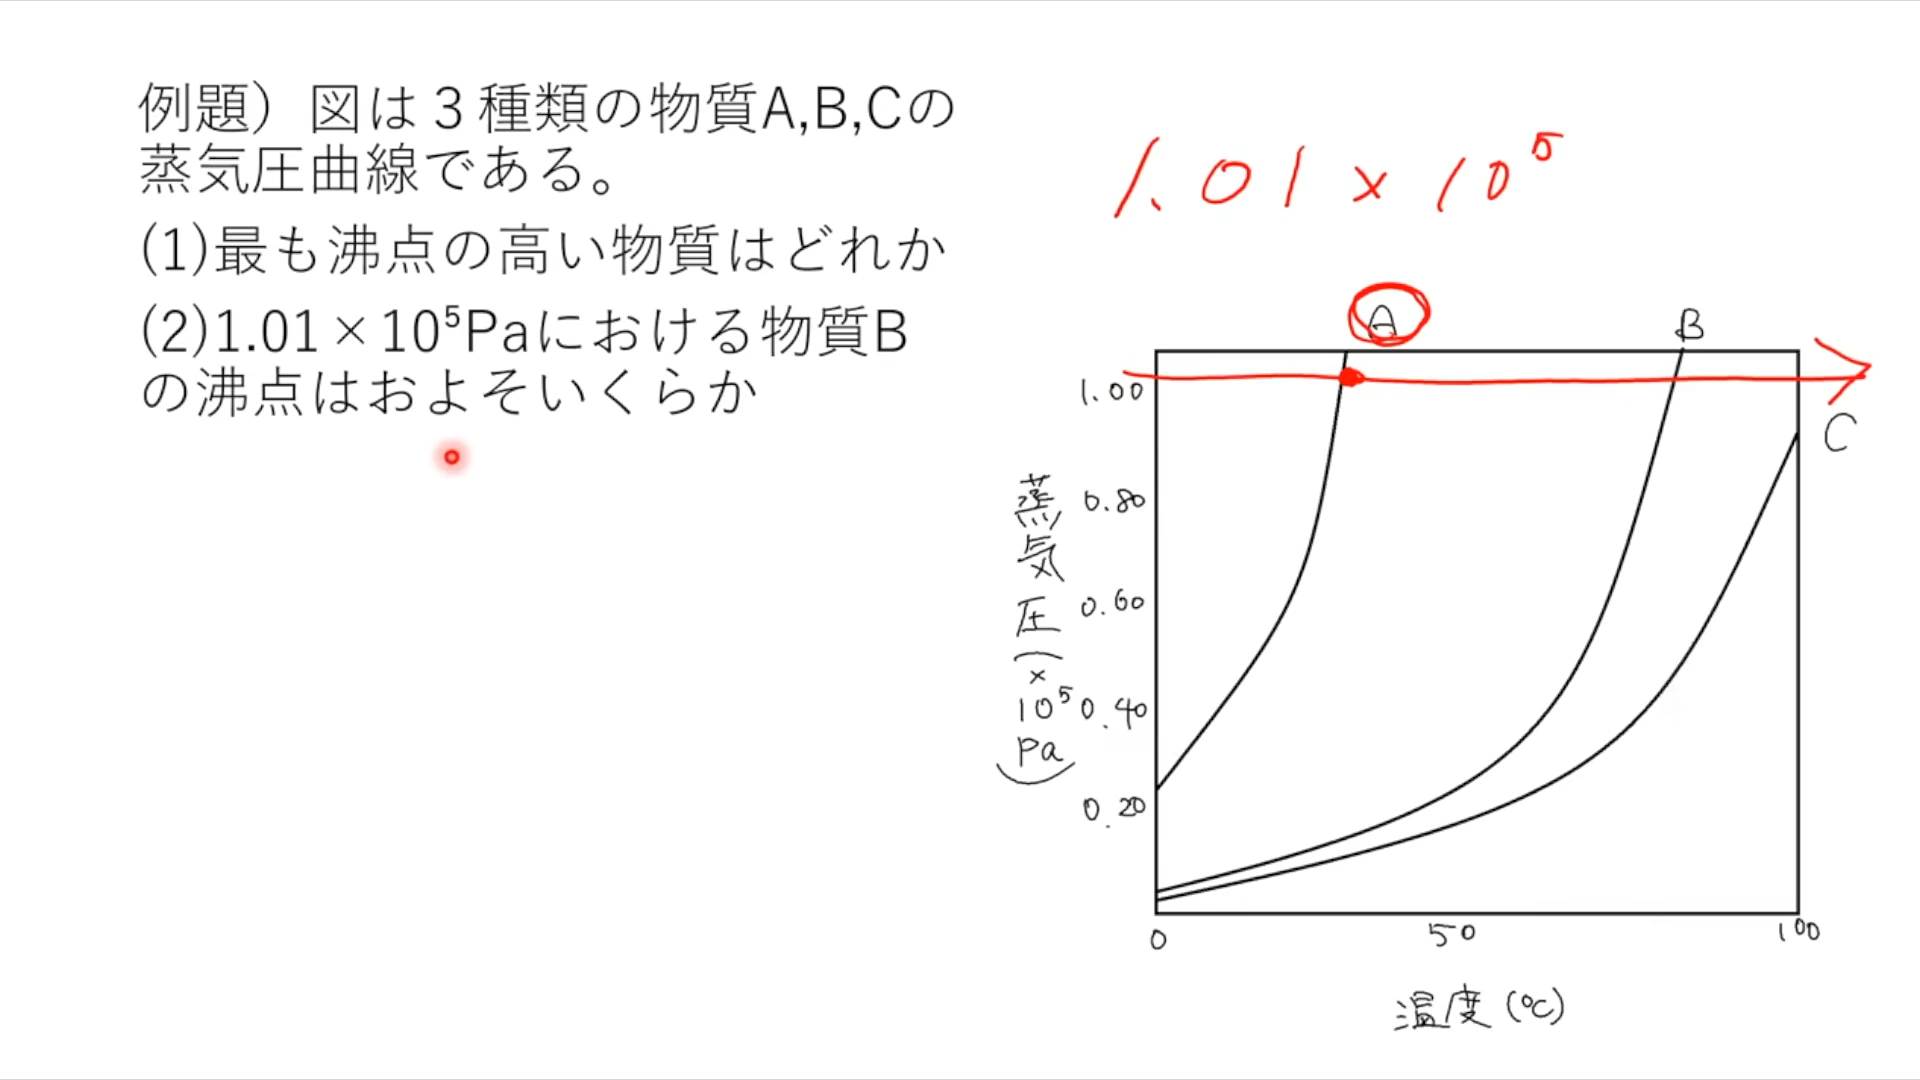 例題）図は３種類の物質A,B,Cの
蒸気圧曲線である。
(1)最も沸点の高い物質はどれか
(2)1.01×10⁵Paにおける物質B
の沸点はおよそいくらか
1.01×10⁵
A
B
C
1.00
0.80
0.60
0.40
0.20
蒸気圧(×10⁵Pa)
0
50
100
温度(℃)